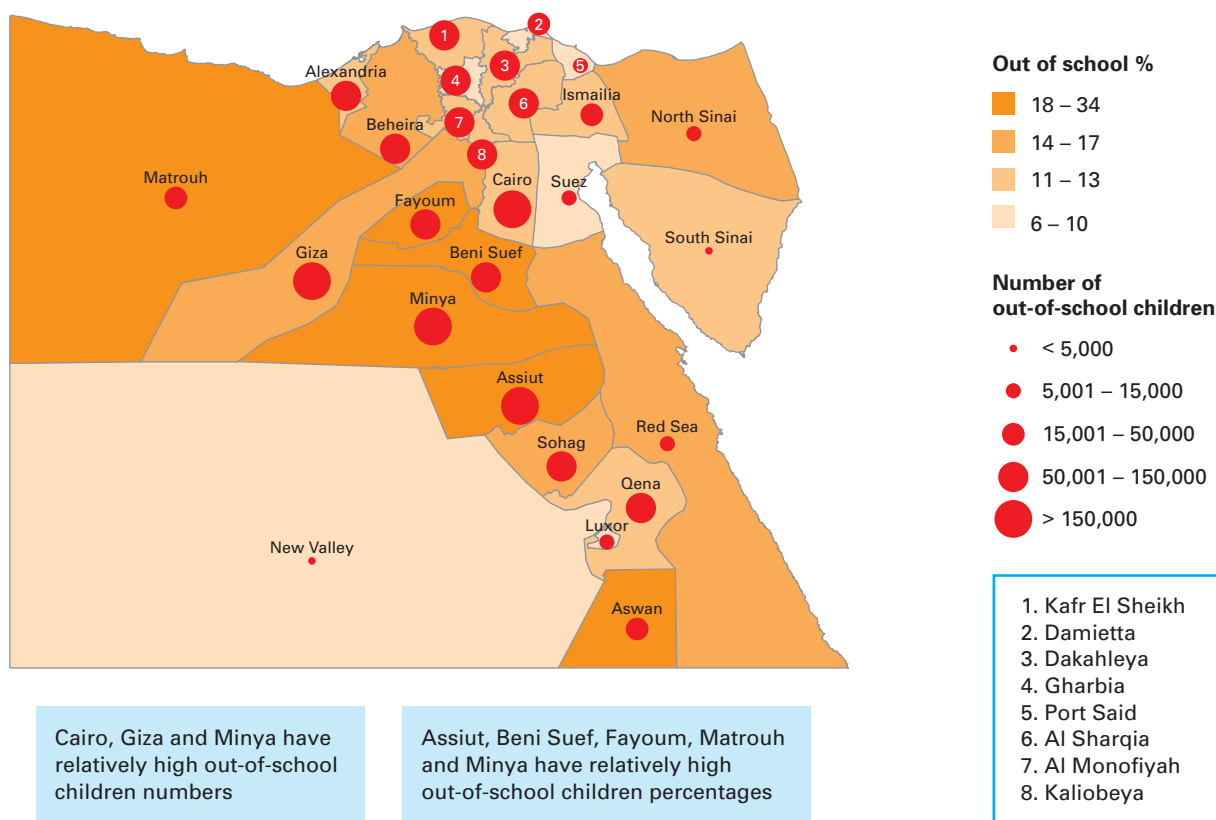 1
2
3
4
5
6
7
8
Alexandria
Beheira
Ismailia
North Sinai
Matrouh
Cairo
Suez
Fayoum
South Sinai
Giza
Beni Suef
Minya
Assiut
Sohag
Red Sea
Qena
Luxor
New Valley
Aswan
Out of school %
18 – 34
14 – 17
11 – 13
6 – 10
Number of
out-of-school children
< 5,000
5,001 – 15,000
15,001 – 50,000
50,001 – 150,000
> 150,000
1. Kafr El Sheikh
2. Damietta
3. Dakahleya
4. Gharbia
5. Port Said
6. Al Sharqia
7. Al Monofiyah
8. Kaliobeya
Cairo, Giza and Minya have
relatively high out-of-school
children numbers
Assiut, Beni Suef, Fayoum, Matrouh
and Minya have relatively high
out-of-school children percentages